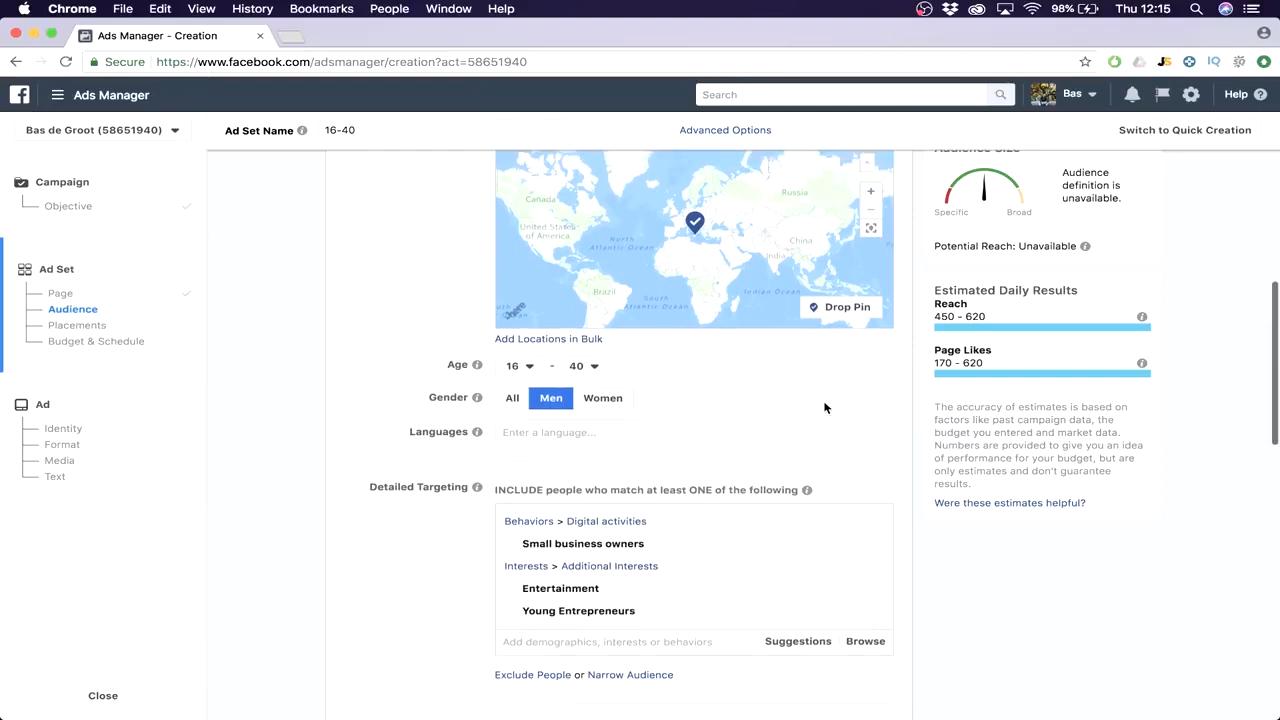 Chrome File Edit View History Bookmarks People Window Help 98% Thu 12:15
Ads Manager - Creation
Secure https://www.facebook.com/adsmanager/creation?act=58651940
Ads Manager Search Bas Help
Bas de Groot (58651940) Ad Set Name 16-40 Advanced Options Switch to Quick Creation
Campaign
Objective
Ad Set
Page
Audience
Placements
Budget & Schedule
Ad
Identity
Format
Media
Text
Close
Canada
United States
of America
North
Atlantic Ocean
Russia
China
India
Brazil
South
Atlantic Ocean
Indian Ocean
Drop Pin
Add Locations in Bulk
Age 16 - 40
Gender All Men Women
Languages Enter a language...
Detailed Targeting INCLUDE people who match at least ONE of the following
Behaviors > Digital activities
Small business owners
Interests > Additional Interests
Entertainment
Young Entrepreneurs
Add demographics, interests or behaviors Suggestions Browse
Exclude People or Narrow Audience
Audience Size
Audience
definition is
unavailable.
Specific Broad
Potential Reach: Unavailable
Estimated Daily Results
Reach
450 - 620
Page Likes
170 - 620
The accuracy of estimates is based on
factors like past campaign data, the
budget you entered and market data.
Numbers are provided to give you an idea
of performance for your budget, but are
only estimates and don't guarantee
results.
Were these estimates helpful?